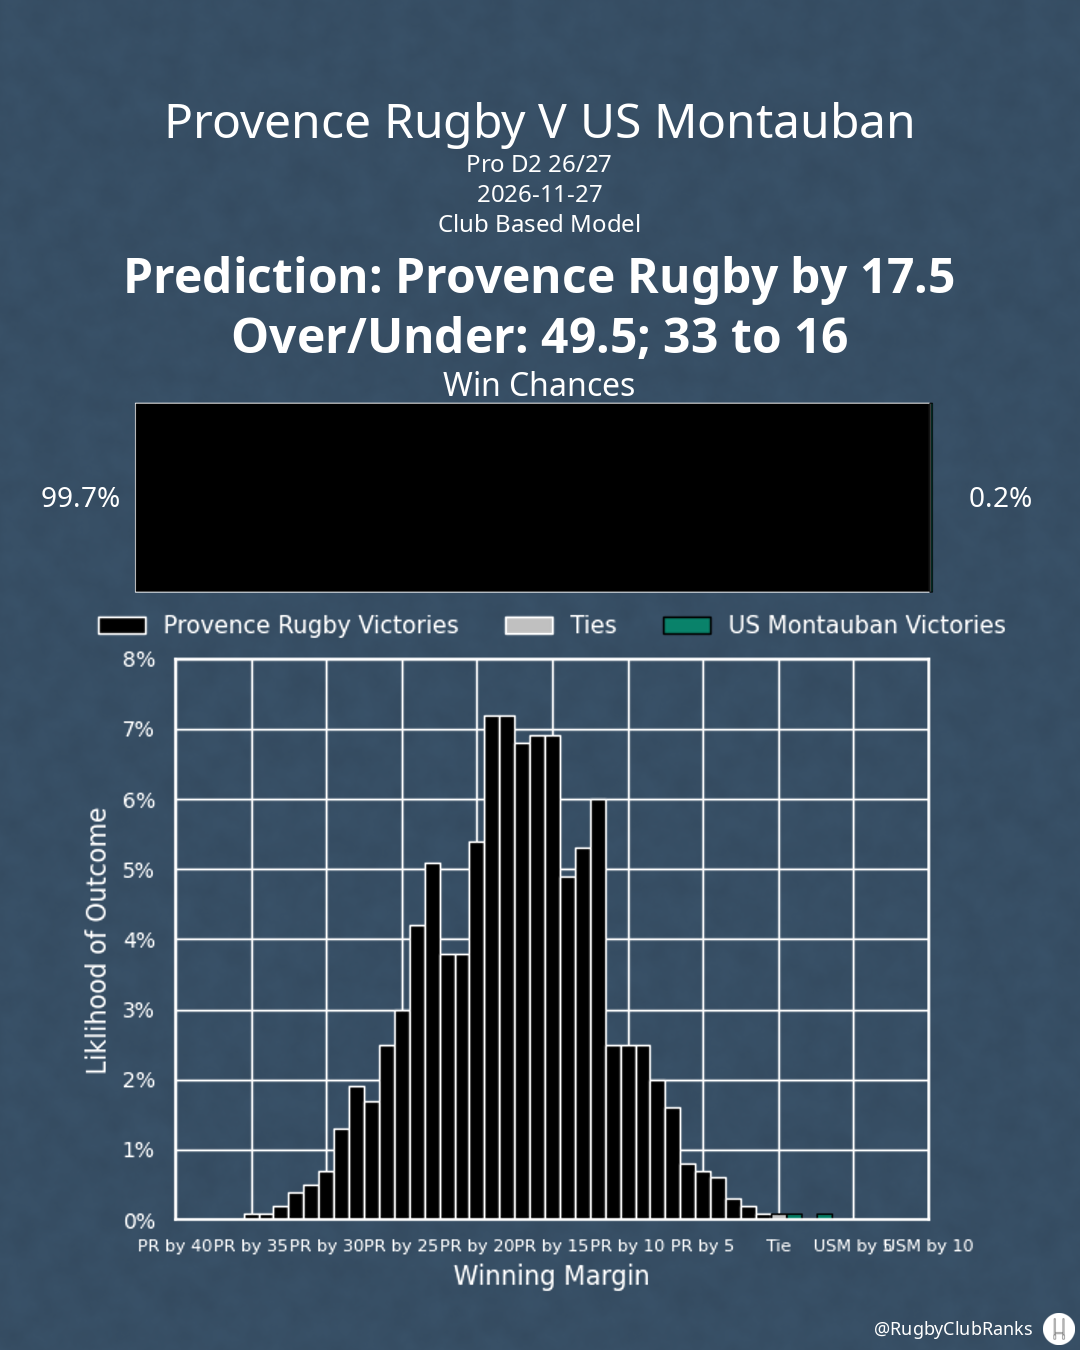 Provence Rugby V US Montauban
Pro D2 26/27
2026-11-27
Club Based Model
Prediction: Provence Rugby by 17.5
Over/Under: 49.5; 33 to 16
Win Chances
99.7%
0.2%
Provence Rugby Victories
Ties
US Montauban Victories
8%
7%
6%
5%
4%
3%
2%
1%
0%
Liklihood of Outcome
PR by 40 PR by 35 PR by 30 PR by 25 PR by 20 PR by 15 PR by 10 PR by 5 Tie USM by 5 USM by 10
Winning Margin
@RugbyClubRanks